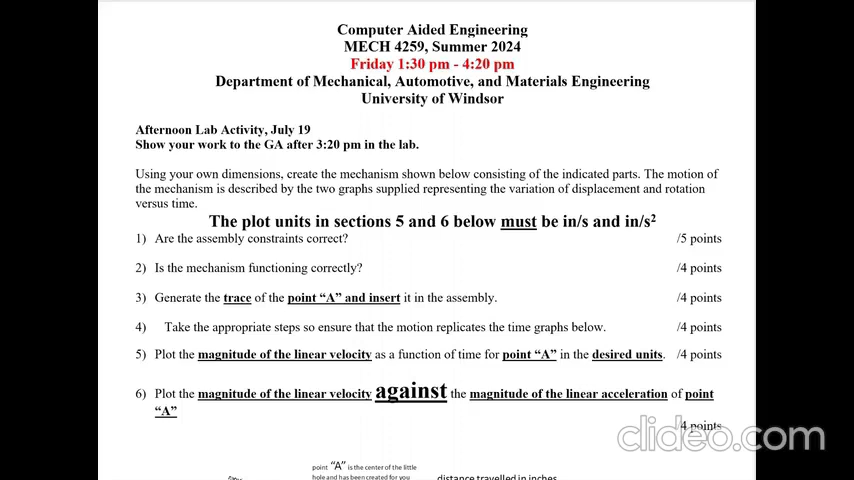 Computer Aided Engineering
MECH 4259, Summer 2024
Friday 1:30 pm - 4:20 pm
Department of Mechanical, Automotive, and Materials Engineering
University of Windsor
Afternoon Lab Activity, July 19
Show your work to the GA after 3:20 pm in the lab.
Using your own dimensions, create the mechanism shown below consisting of the indicated parts. The motion of
the mechanism is described by the two graphs supplied representing the variation of displacement and rotation
versus time.
The plot units in sections 5 and 6 below must be in/s and in/s²
1) Are the assembly constraints correct? /5 points
2) Is the mechanism functioning correctly? /4 points
3) Generate the trace of the point “A” and insert it in the assembly. /4 points
4) Take the appropriate steps so ensure that the motion replicates the time graphs below. /4 points
5) Plot the magnitude of the linear velocity as a function of time for point “A” in the desired units. /4 points
6) Plot the magnitude of the linear velocity against the magnitude of the linear acceleration of point
“A”
/4 points
clideo.com
point “A” is the center of the little
hole and has been created for you
distance travelled in inches